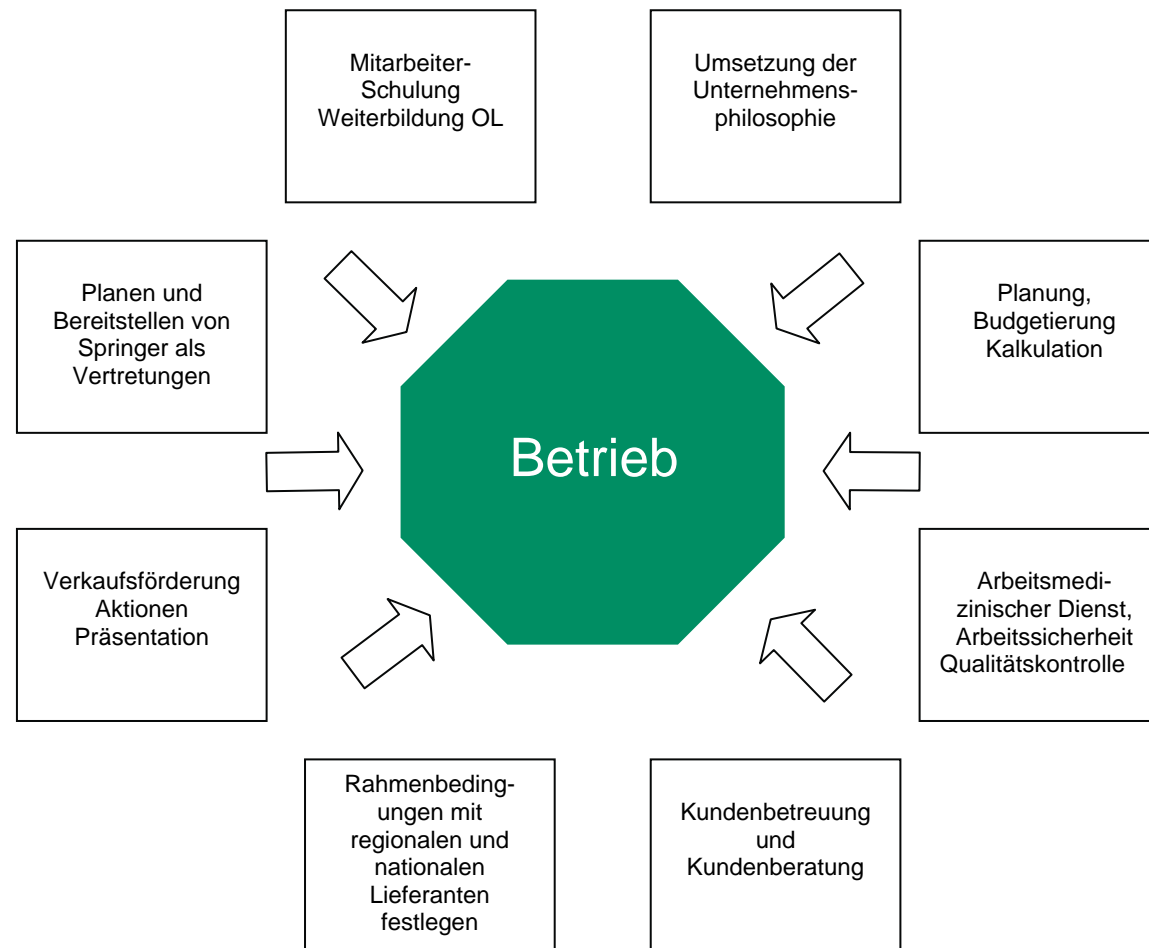 Mitarbeiter-
Schulung
Weiterbildung OL
Umsetzung der
Unternehmens-
philosophie
Planen und
Bereitstellen von
Springer als
Vertretungen
Planung,
Budgetierung
Kalkulation
Betrieb
Verkaufsförderung
Aktionen
Präsentation
Arbeitsmedi-
zinischer Dienst,
Arbeitssicherheit
Qualitätskontrolle
Rahmenbeding-
ungen mit
regionalen und
nationalen
Lieferanten
festlegen
Kundenbetreuung
und
Kundenberatung